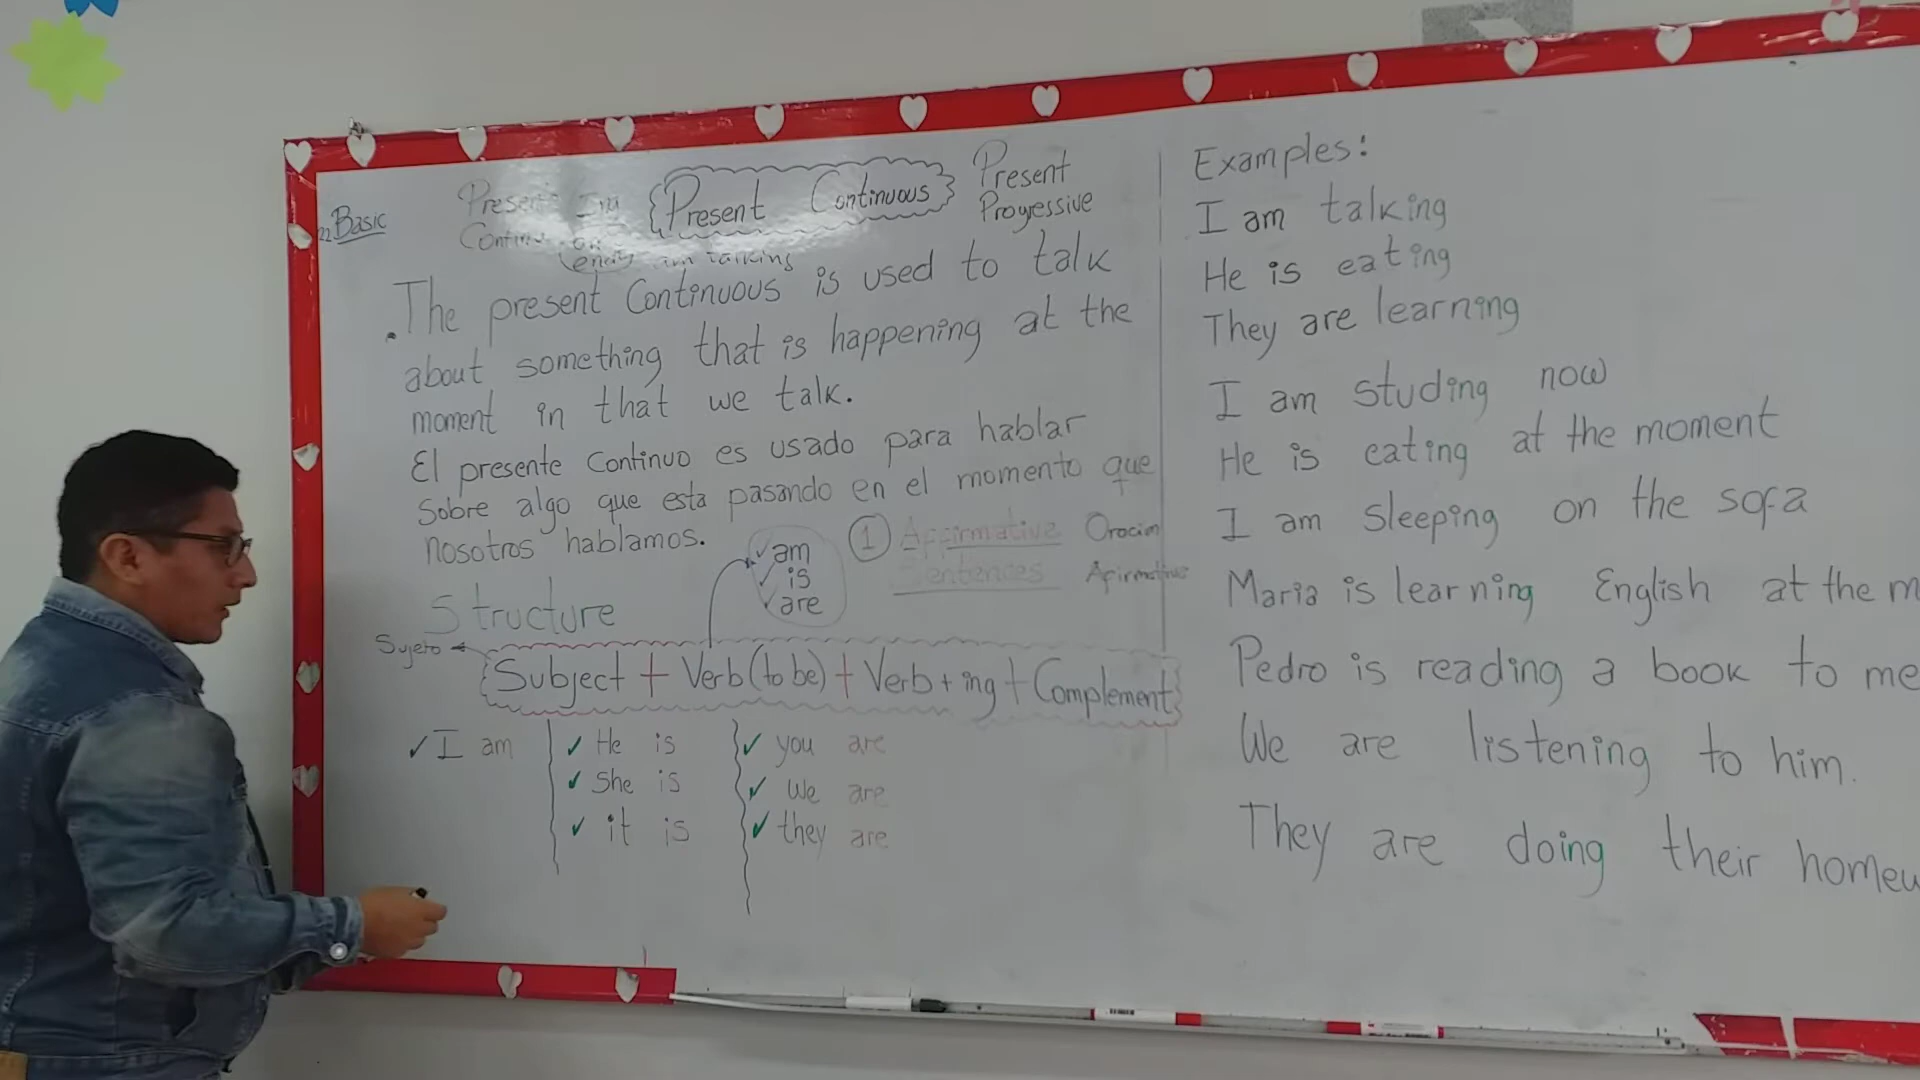 Basic
Present
Present Continuous
Present
Progressive
talking
.The present Continuous is used to talk
about something that is happening at the
moment in that we talk.
El presente Continuo es usado para hablar
Sobre algo que esta pasando en el momento que
nosotros hablamos.
am
is
are
① Affirmative
Sentences
Structure
Sujeto
Subject + Verb (to be) + Verb + ing + Complement
✓ I am
✓ He is
✓ She is
✓ it is
✓ you are
✓ We are
✓ they are
Examples:
I am talking
He is eating
They are learning
I am studing now
He is eating at the moment
I am Sleeping on the sofa
Maria is learning English at the m
Pedro is reading a book to me
We are listening to him.
They are doing their homew